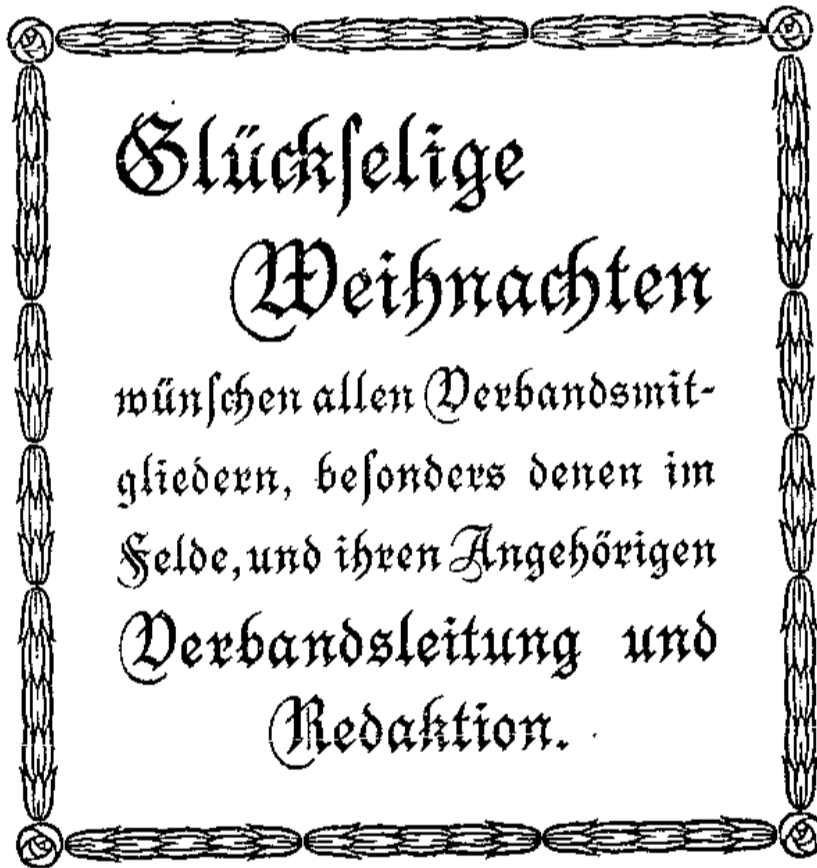 Glückſelige
Weihnachten
wünſchen allen Verbandsmit-
gliedern, beſonders denen im
Felde, und ihren Angehörigen
Verbandsleitung und
Redaktion.